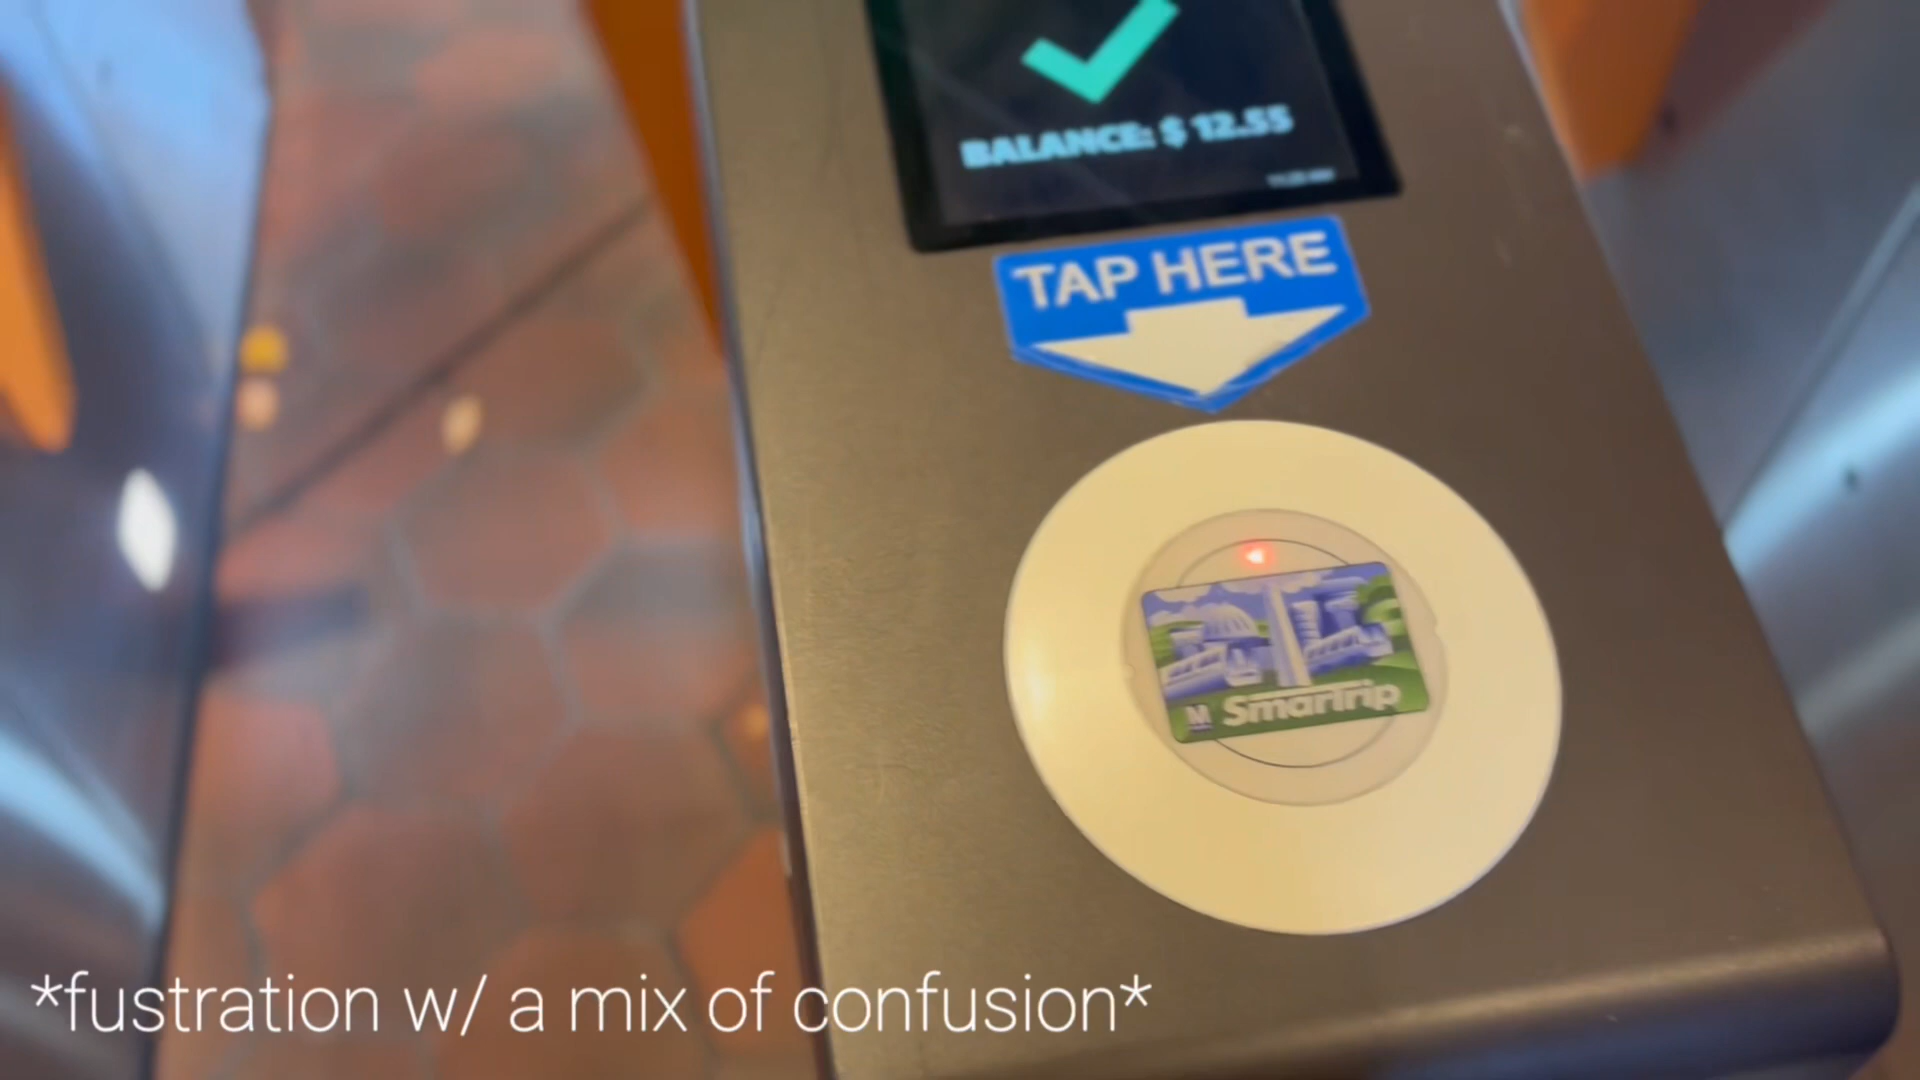 BALANCE: $ 12.55
TAP HERE
M SmarTrip
*fustration w/ a mix of confusion*